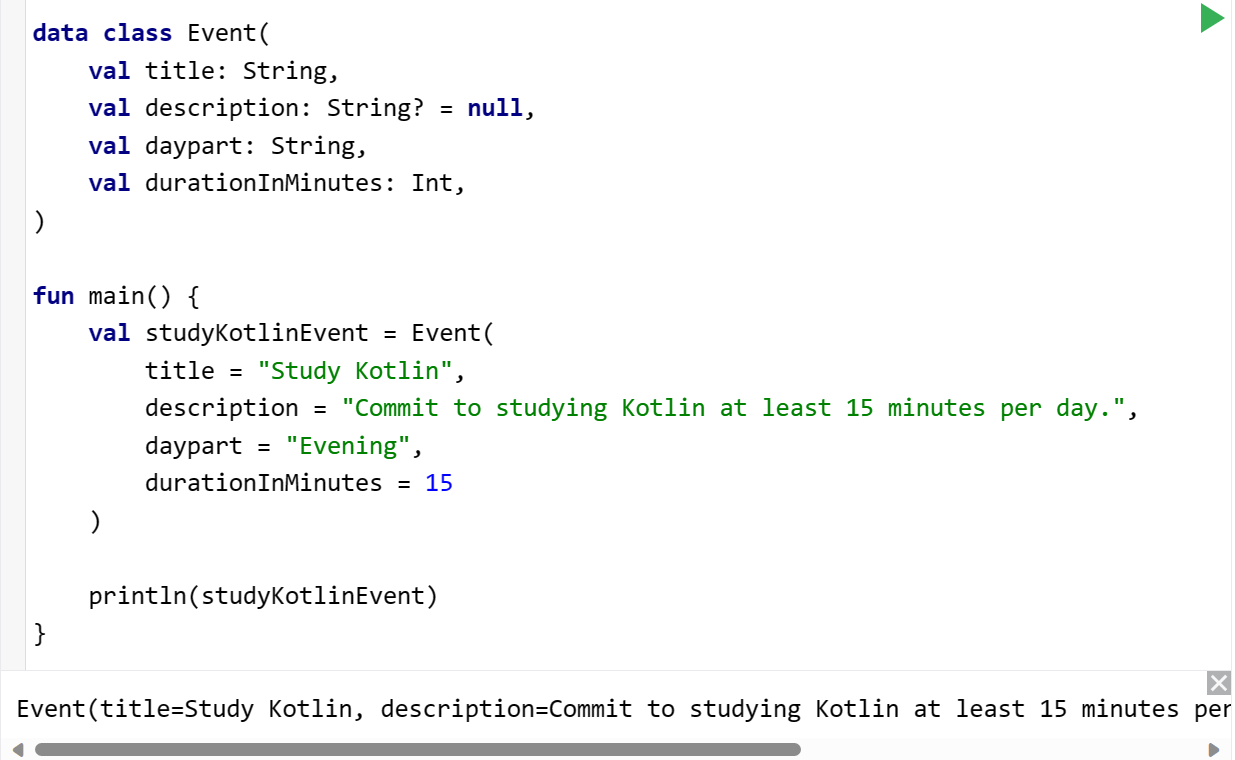 data class Event(
    val title: String,
    val description: String? = null,
    val daypart: String,
    val durationInMinutes: Int,
)

fun main() {
    val studyKotlinEvent = Event(
        title = "Study Kotlin",
        description = "Commit to studying Kotlin at least 15 minutes per day.",
        daypart = "Evening",
        durationInMinutes = 15
    )

    println(studyKotlinEvent)
}
Event(title=Study Kotlin, description=Commit to studying Kotlin at least 15 minutes per